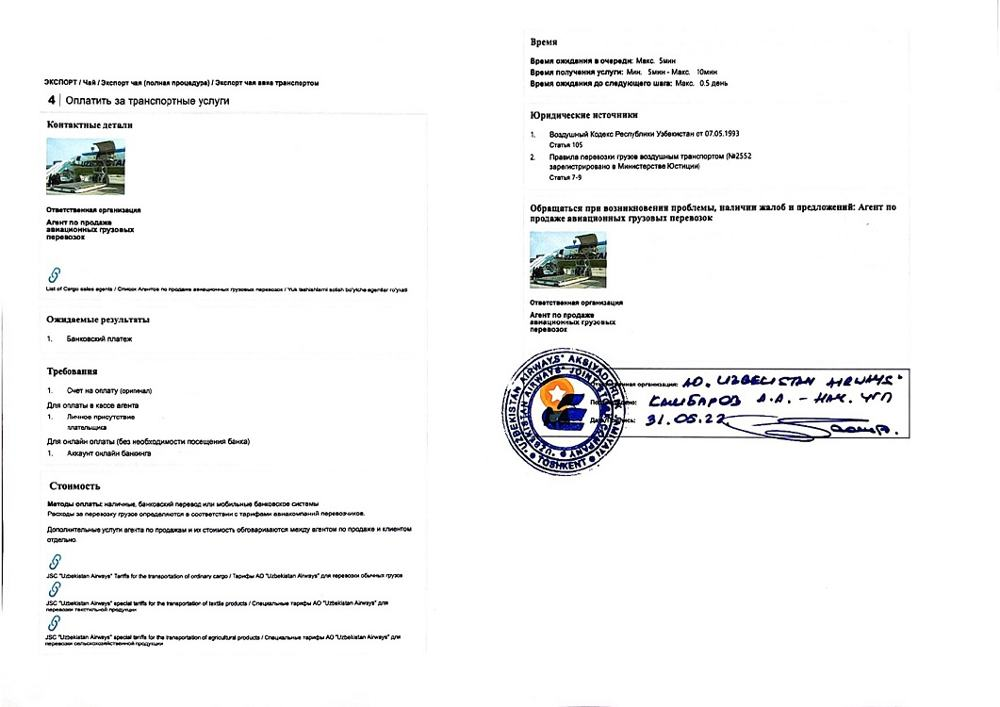 ЭКСПОРТ / Чай / Экспорт чая (полная процедура) / Экспорт чая авиа транспортом
4 | Оплатить за транспортные услуги
Контактные детали
Ответственная организация
Агент по продаже
авиационных грузовых
перевозок
List of Cargo sales agents / Список Агентов по продаже авиационных грузовых перевозок / Yuk tashishlarni sotish bo'yicha agentlar ro'yxati
Ожидаемые результаты
1. Банковский платеж
Требования
1. Счет на оплату (оригинал)
Для оплаты в кассе агента
1. Личное присутствие
плательщика
Для онлайн оплаты (без необходимости посещения банка)
1. Аккаунт онлайн банкинга
Стоимость
Методы оплаты: наличные, банковский перевод или мобильные банковское системы
Расходы за перевозку грузов определяются в соответствии с тарифами авиакомпаний перевозчиков.
Дополнительные услуги агента по продажам и их стоимость обговариваются между агентом по продаже и клиентом
отдельно.
JSC "Uzbekistan Airways" Tariffs for the transportation of ordinary cargo / Тарифы АО "Uzbekistan Airways" для перевозки обычных грузов
JSC "Uzbekistan Airways" special tariffs for the transportation of textile products / Специальные тарифы АО "Uzbekistan Airways" для
перевозки текстильной продукции
JSC "Uzbekistan Airways" special tariffs for the transportation of agricultural products / Специальные тарифы АО "Uzbekistan Airways" для
перевозки сельскохозяйственной продукции
Время
Время ожидания в очереди: Макс. 5мин
Время получения услуги: Мин. 5мин - Макс. 10мин
Время ожидания до следующего шага: Макс. 0.5 день
Юридические источники
1. Воздушный Кодекс Республики Узбекистан от 07.05.1993
Статья 105
2. Правила перевозки грузов воздушным транспортом (№2552
зарегистрировано в Министерстве Юстиции)
Статья 7-9
Обращаться при возникновения проблемы, наличии жалоб и предложений: Агент по
продаже авиационных грузовых перевозок
Ответственная организация
Агент по продаже
авиационных грузовых
перевозок
организация: АО. UZBEKISTAN AIRWAYS"
КАШБАРОВ А.А. - НАЧ. ЧГП
31.05.22
UZBEKISTAN AIRWAYS" AKSIYADORLIK JAMIYATI
"UZBEKISTAN AIRWAYS" JOINT-STOCK COMPANY
TOSHKENT